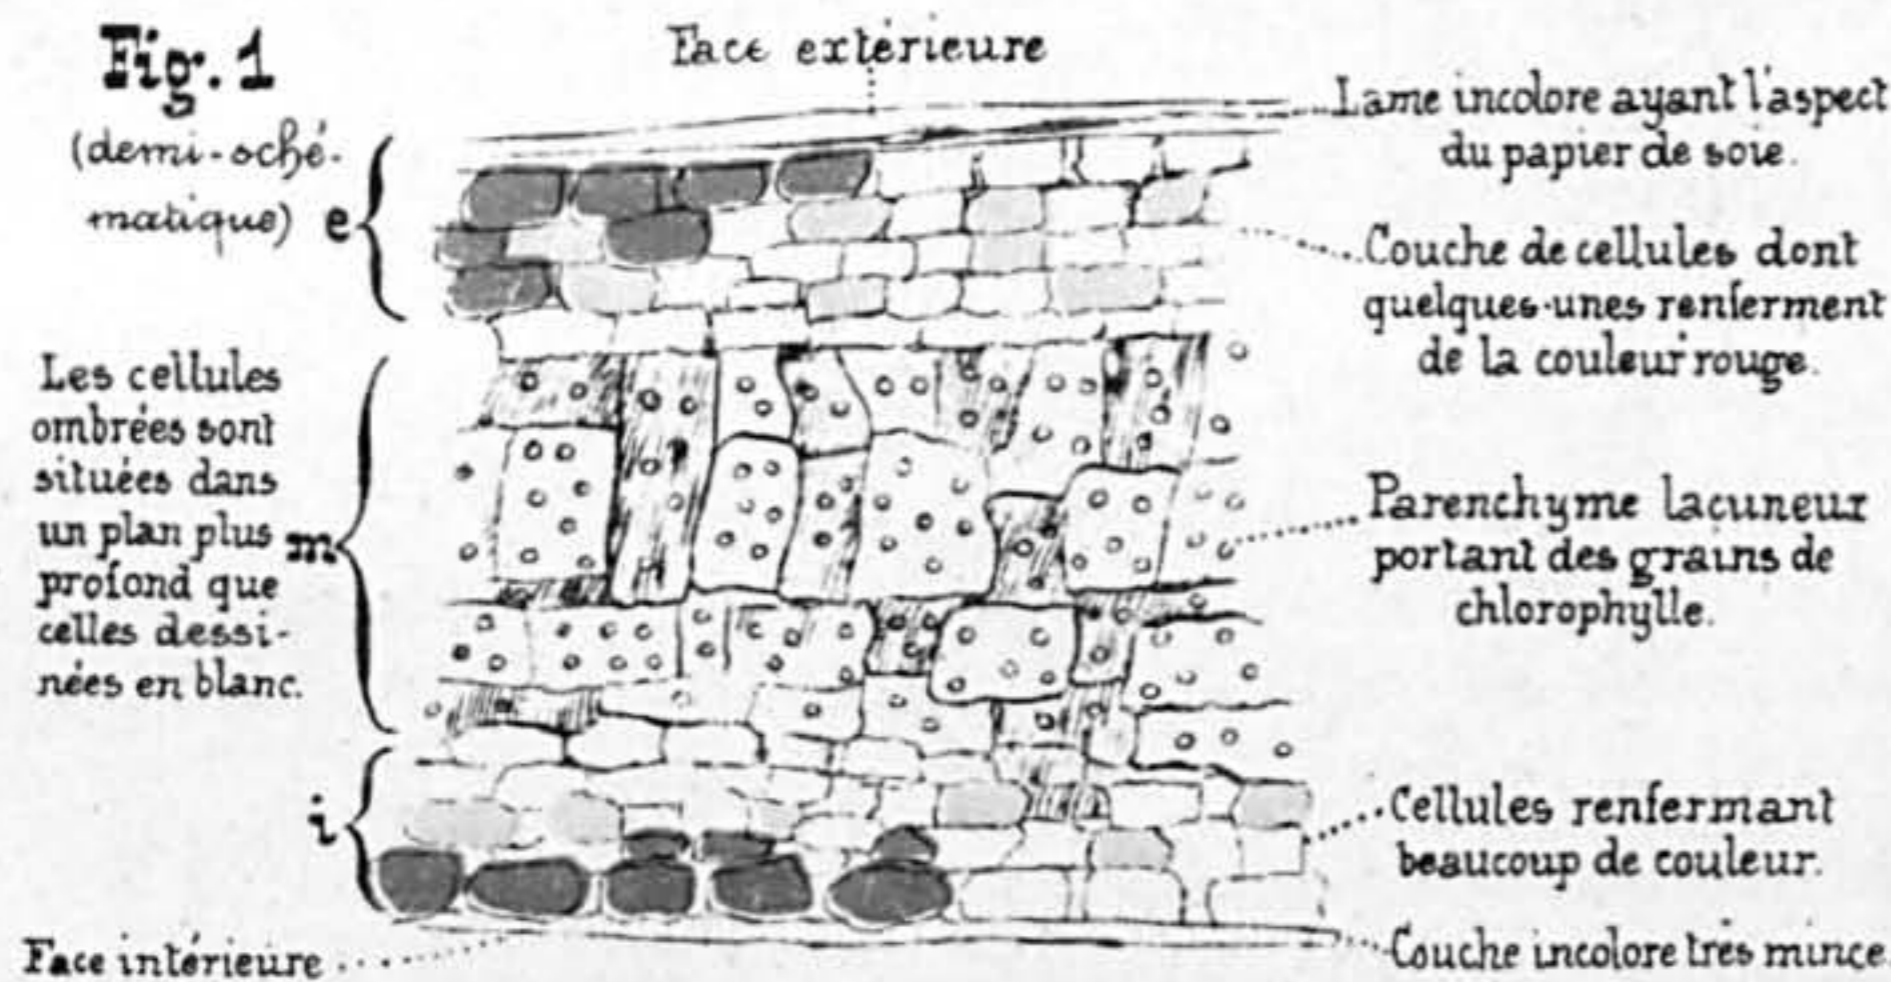 Fig. 1
(demi-sché-
matique)
Face extérieure
Lame incolore ayant l'aspect
du papier de soie.
e
Couche de cellules dont
quelques-unes renferment
de la couleur rouge.
Les cellules
ombrées sont
situées dans
un plan plus
profond que
celles dessi-
nées en blanc.
m
Parenchyme lacuneux
portant des grains de
chlorophylle.
i
Cellules renfermant
beaucoup de couleur.
Face intérieure
Couche incolore très mince.